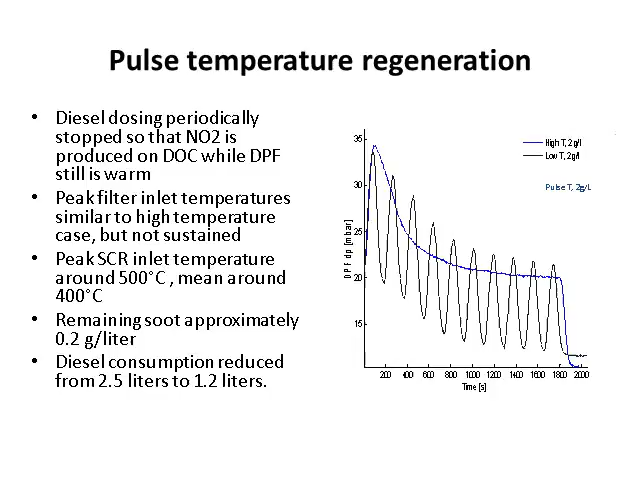 Pulse temperature regeneration
• Diesel dosing periodically
stopped so that NO2 is
produced on DOC while DPF
still is warm
• Peak filter inlet temperatures
similar to high temperature
case, but not sustained
• Peak SCR inlet temperature
around 500°C , mean around
400°C
• Remaining soot approximately
0.2 g/liter
• Diesel consumption reduced
from 2.5 liters to 1.2 liters.
High T, 2g/l
Low T, 2g/l
Pulse T, 2g/L
DPF dp [mbar]
35
30
25
20
15
200 400 600 800 1000 1200 1400 1600 1800 2000
Time [s]